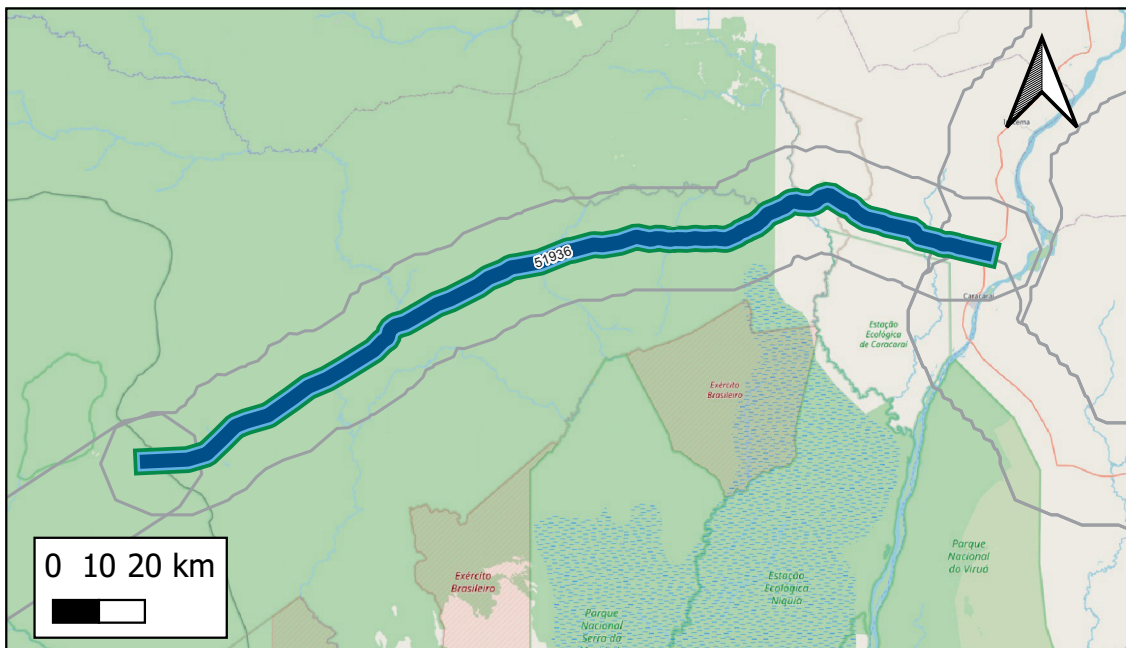 51936
Caracaraí
Estação
Ecológica
de Caracaraí
Exército
Brasileiro
Parque
Nacional
do Viruá
Exército
Brasileiro
Estação
Ecológica
Niquiá
Parque
Nacional
Serra da
0 10 20 km